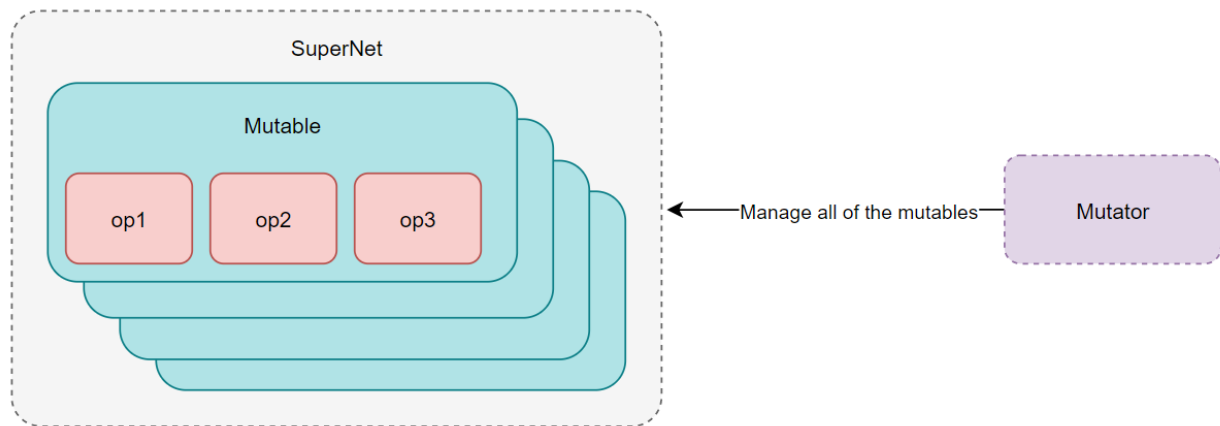 SuperNet
Mutable
op1
op2
op3
Manage all of the mutables
Mutator